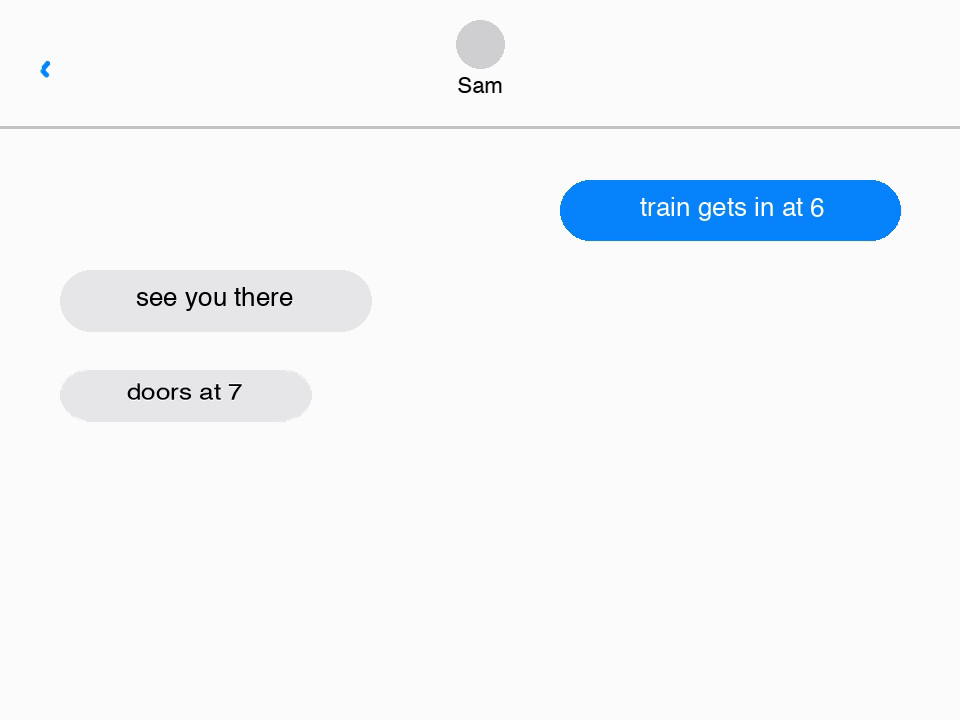 Sam
train gets in at 6
see you there
doors at 7